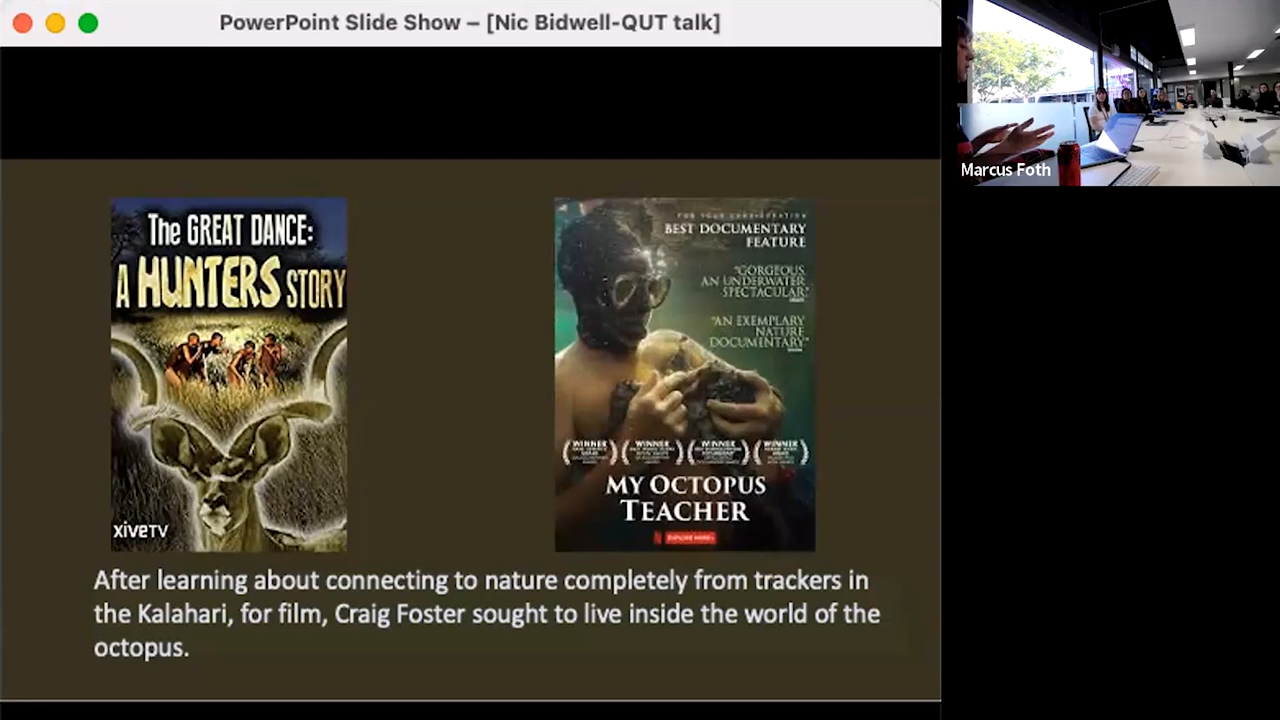 PowerPoint Slide Show – [Nic Bidwell-QUT talk]
The GREAT DANCE:
A HUNTERS STORY
xiveTV
FOR YOUR CONSIDERATION
BEST DOCUMENTARY
FEATURE
"GORGEOUS.
AN UNDERWATER
SPECTACULAR."
"AN EXEMPLARY
NATURE
DOCUMENTARY."
WINNER WINNER WINNER WINNER
MY OCTOPUS
TEACHER
N
After learning about connecting to nature completely from trackers in
the Kalahari, for film, Craig Foster sought to live inside the world of the
octopus.
Marcus Foth